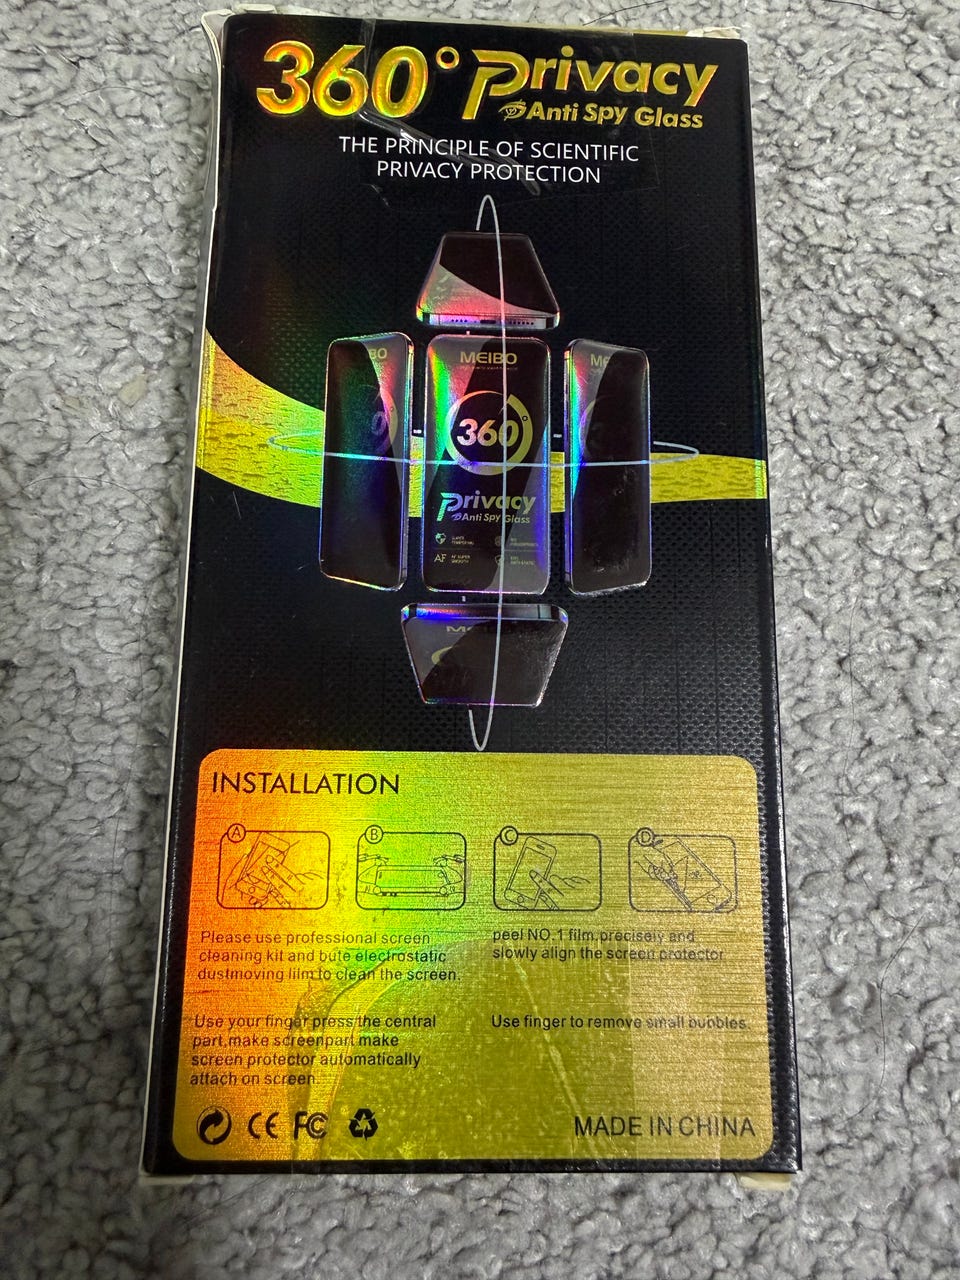 360° Privacy
Anti Spy Glass
THE PRINCIPLE OF SCIENTIFIC
PRIVACY PROTECTION
BO
MEIBO
ME
360°
Privacy
Anti Spy Glass
AF
INSTALLATION
A
B
C
D
Please use professional screen
cleaning kit and bute electrostatic
dustmoving lilm to clean the screen.
peel NO.1 film,precisely and
slowly align the screen protector
Use your finger press the central
part,make screenpart make
screen protector automatically
attach on screen.
Use finger to remove small bubbles.
CE FC
MADE IN CHINA